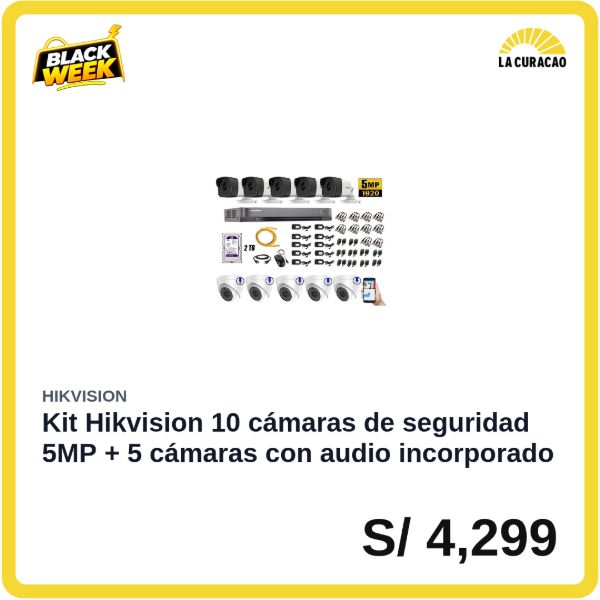 BLACK
WEEK
LA CURACAO
5MP
1920
2 TB
HIKVISION
Kit Hikvision 10 cámaras de seguridad
5MP + 5 cámaras con audio incorporado
S/ 4,299